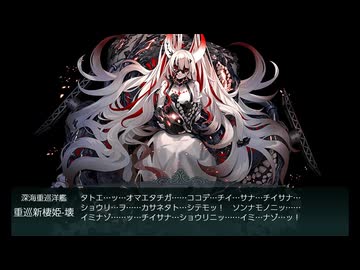 深海重巡洋艦
重巡新棲姫-壊
タトエ…ッ…オマエタチガ……ココデ…チイ…サナ…チイサナ…
ショウリ…ヲ……カサネタト…シテモッ！ ソンナモノニッ……
イミナゾ……ッ…チイサナ…ショウリニッ……イミ…ナゾ…ッ！